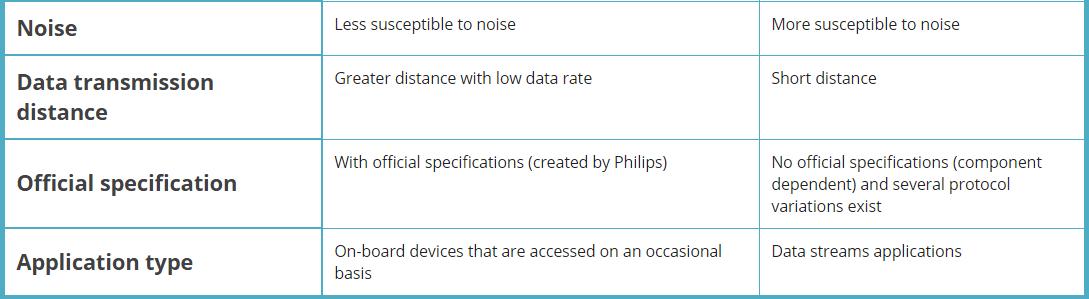 Noise
Less susceptible to noise
More susceptible to noise
Data transmission
distance
Greater distance with low data rate
Short distance
Official specification
With official specifications (created by Philips)
No official specifications (component
dependent) and several protocol
variations exist
Application type
On-board devices that are accessed on an occasional
basis
Data streams applications